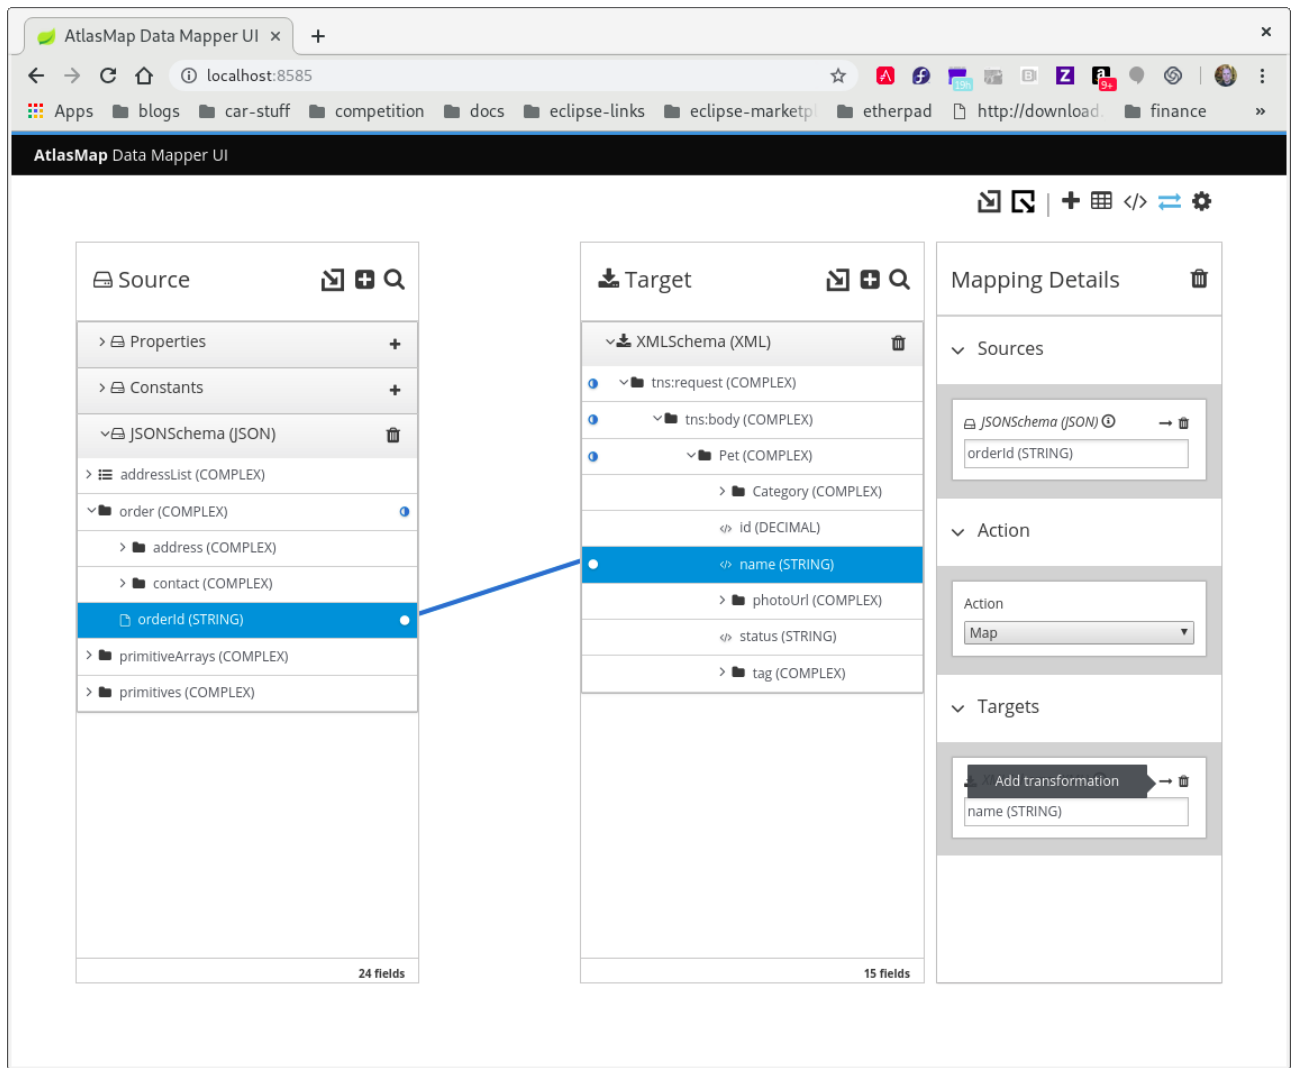 AtlasMap Data Mapper UI
localhost:8585
19h
9+
Apps blogs car-stuff competition docs eclipse-links eclipse-marketpl etherpad http://download. finance »
AtlasMap Data Mapper UI
Source
Properties
Constants
JSONSchema (JSON)
addressList (COMPLEX)
order (COMPLEX)
address (COMPLEX)
contact (COMPLEX)
orderId (STRING)
primitiveArrays (COMPLEX)
primitives (COMPLEX)
24 fields
Target
XMLSchema (XML)
tns:request (COMPLEX)
tns:body (COMPLEX)
Pet (COMPLEX)
Category (COMPLEX)
id (DECIMAL)
name (STRING)
photoUrl (COMPLEX)
status (STRING)
tag (COMPLEX)
15 fields
Mapping Details
Sources
JSONSchema (JSON)
orderId (STRING)
Action
Action
Map
Targets
Add transformation
name (STRING)